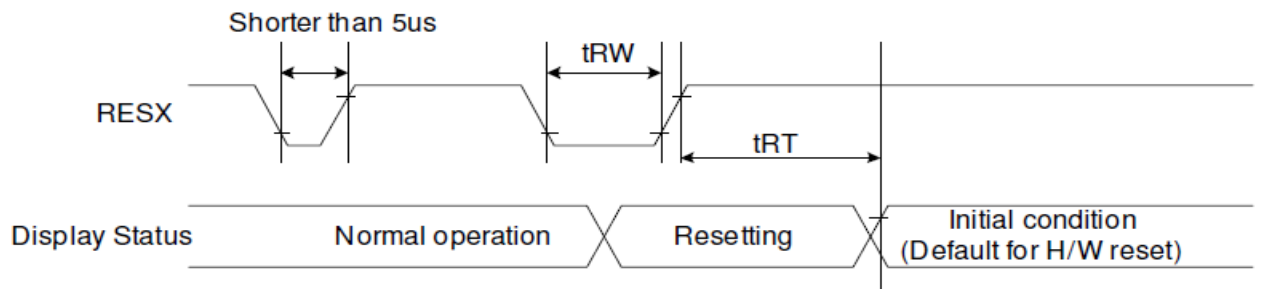 Shorter than 5us
tRW
RESX
tRT
Display Status
Normal operation
Resetting
Initial condition
(Default for H/W reset)